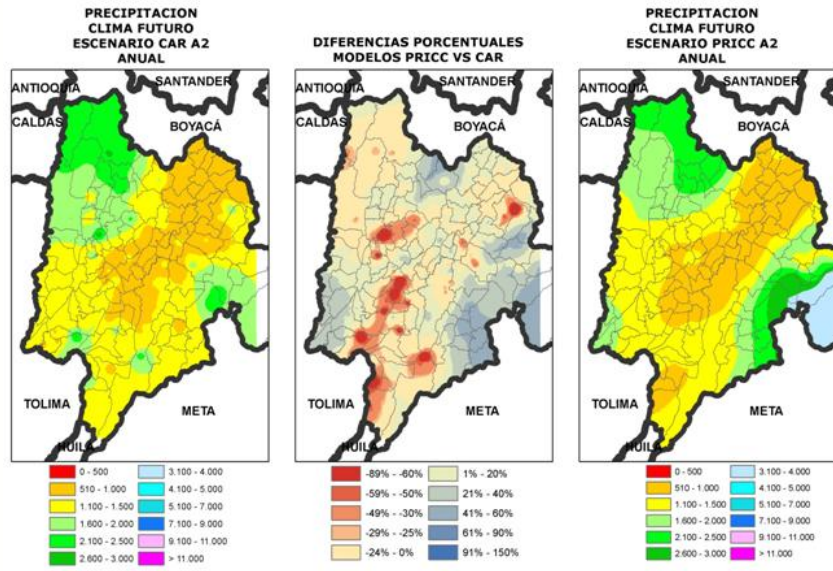 PRECIPITACION
CLIMA FUTURO
ESCENARIO CAR A2
ANUAL
ANTIOQUIA
SANTANDER
CALDAS
BOYACÁ
TOLIMA
META
HUILA
0 - 500
510 - 1.000
1.100 - 1.500
1.600 - 2.000
2.100 - 2.500
2.600 - 3.000
3.100 - 4.000
4.100 - 5.000
5.100 - 7.000
7.100 - 9.000
9.100 - 11.000
> 11.000
DIFERENCIAS PORCENTUALES
MODELOS PRICC VS CAR
ANTIOQUIA
SANTANDER
CALDAS
BOYACÁ
TOLIMA
META
HUILA
-89% - -60%
-59% - -50%
-49% - -30%
-29% - -25%
-24% - 0%
1% - 20%
21% - 40%
41% - 60%
61% - 90%
91% - 150%
PRECIPITACION
CLIMA FUTURO
ESCENARIO PRICC A2
ANUAL
ANTIOQUIA
SANTANDER
CALDAS
BOYACÁ
TOLIMA
META
HUILA
0 - 500
510 - 1.000
1.100 - 1.500
1.600 - 2.000
2.100 - 2.500
2.600 - 3.000
3.100 - 4.000
4.100 - 5.000
5.100 - 7.000
7.100 - 9.000
9.100 - 11.000
> 11.000